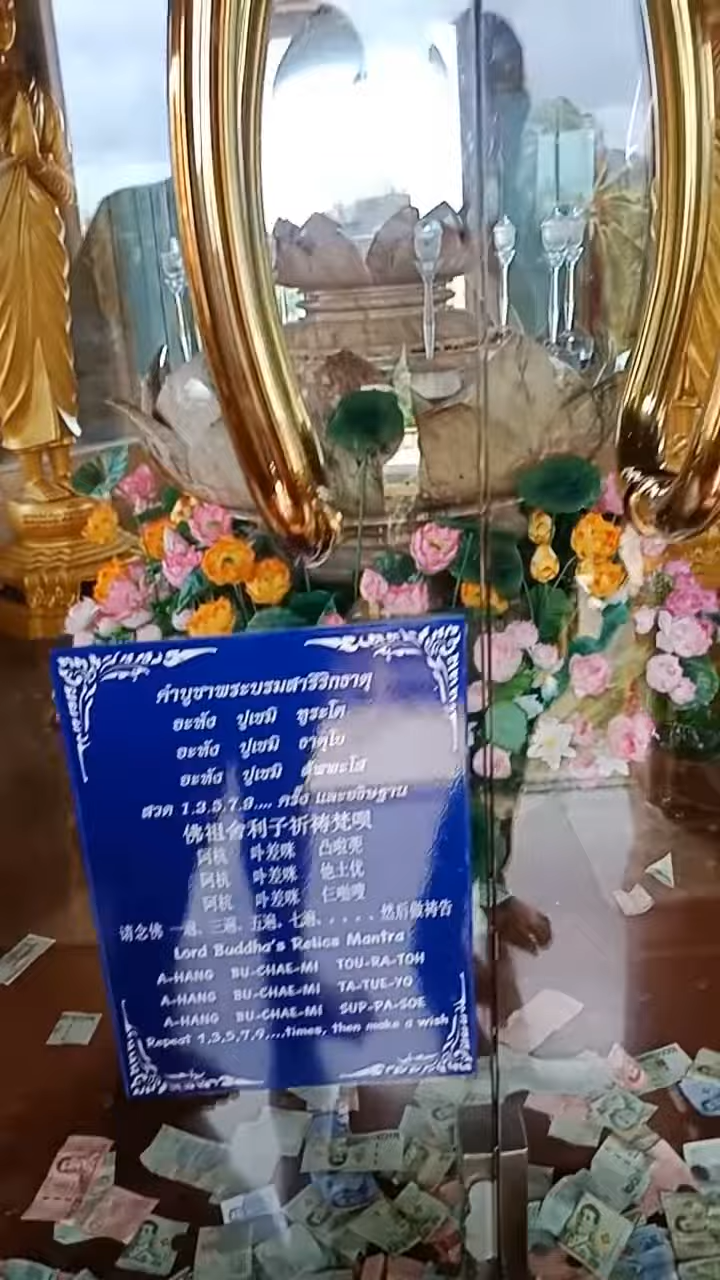 คำบูชาพระบรมสารีริกธาตุ
อะหัง ปูเชมิ ทูระโต
อะหัง ปูเชมิ ธาตุโย
อะหัง ปูเชมิ สัพพะโส
สวด 1,3,5,7,9.... ครั้ง และอธิษฐาน
佛祖舍利子祈祷梵呗
阿杭 卟差咪
阿杭 卟差咪 他土优
阿杭 卟差咪
请念佛 一遍、三遍、五遍、七遍、.....然后做祷告
Lord Buddha's Relics Mantra
A-HANG BU-CHAE-MI TOU-RA-TOH
A-HANG BU-CHAE-MI TA-TUE-YO
A-HANG BU-CHAE-MI SUP-PA-SOE
Repeat 1,3,5,7,9,...times, then make a wish